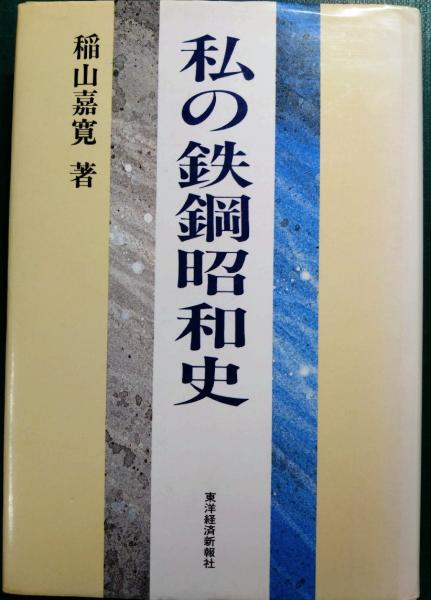 私の鉄鋼昭和史
稲山嘉寛 著
東洋経済新報社